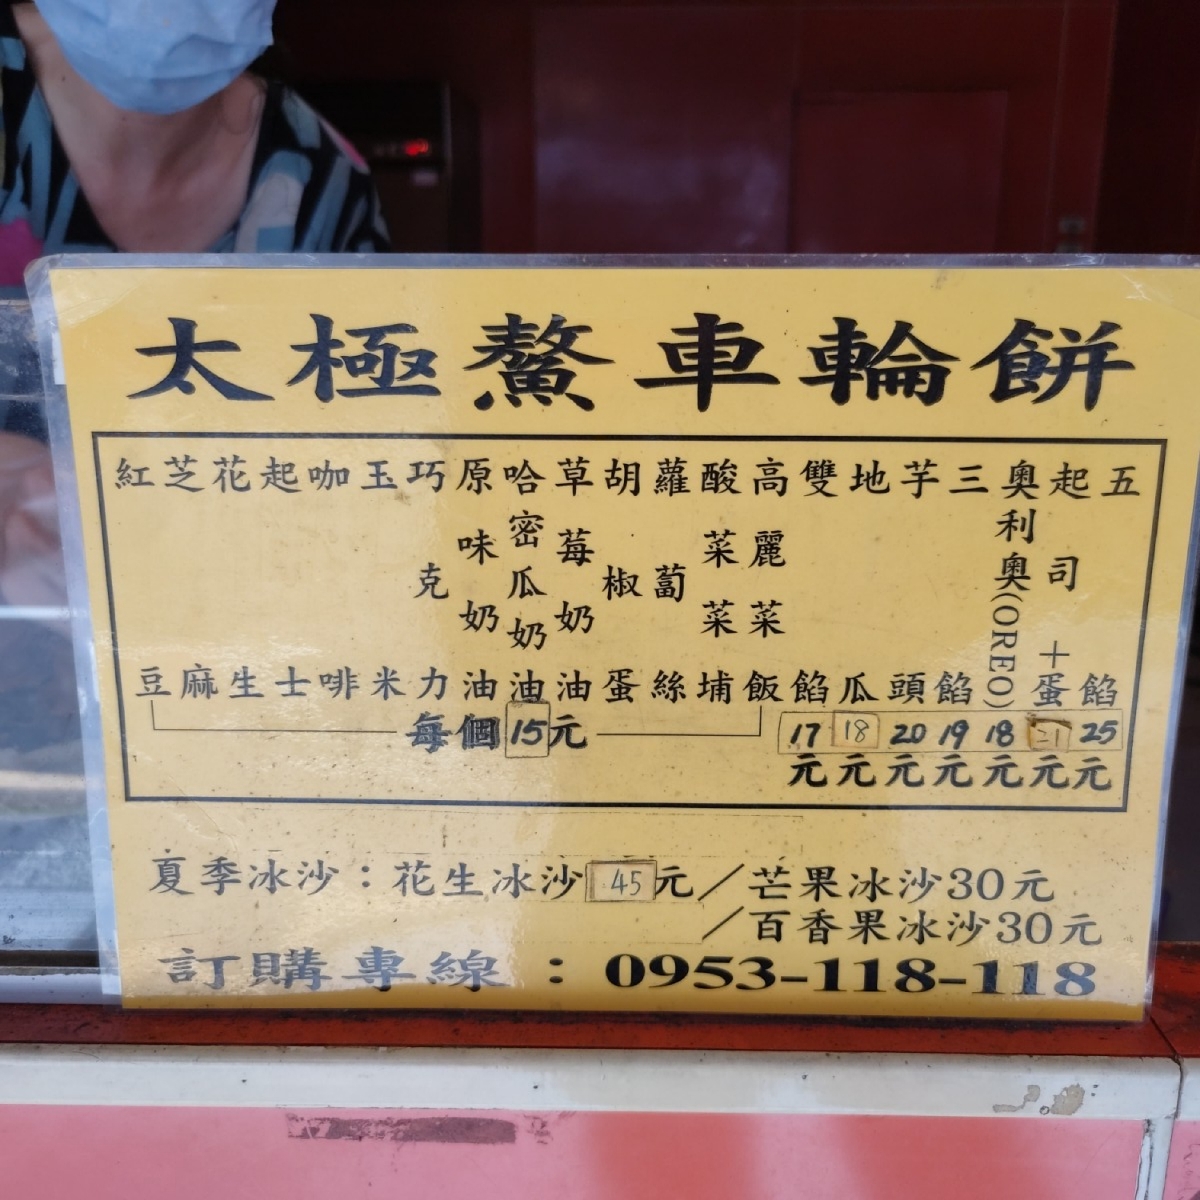 太極鰲車輪餅
紅豆
芝麻
花生
起士
咖啡
玉米
巧克力
原味奶油
哈密瓜奶油
草莓奶油
胡椒蛋
蘿蔔絲
酸菜菜埔
高麗菜飯
每個15元
雙餡17元
地瓜18元
芋頭20元
三餡19元
奧利奧(OREO)18元
起司+蛋21元
五餡25元
夏季冰沙：花生冰沙45元／芒果冰沙30元
／百香果冰沙30元
訂購專線：0953-118-118